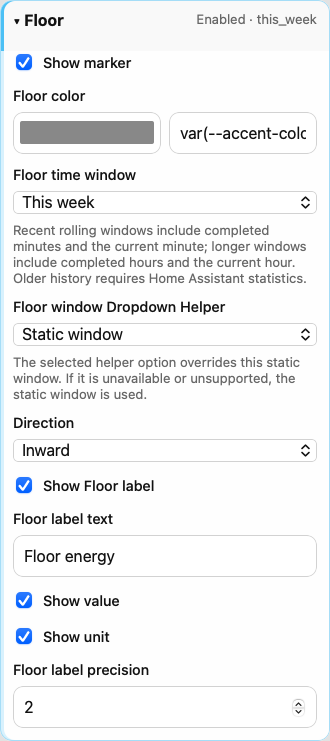 ▾ Floor Enabled · this_week
Show marker
Floor color
var(--accent-colc
Floor time window
This week
Recent rolling windows include completed
minutes and the current minute; longer windows
include completed hours and the current hour.
Older history requires Home Assistant statistics.
Floor window Dropdown Helper
Static window
The selected helper option overrides this static
window. If it is unavailable or unsupported, the
static window is used.
Direction
Inward
Show Floor label
Floor label text
Floor energy
Show value
Show unit
Floor label precision
2